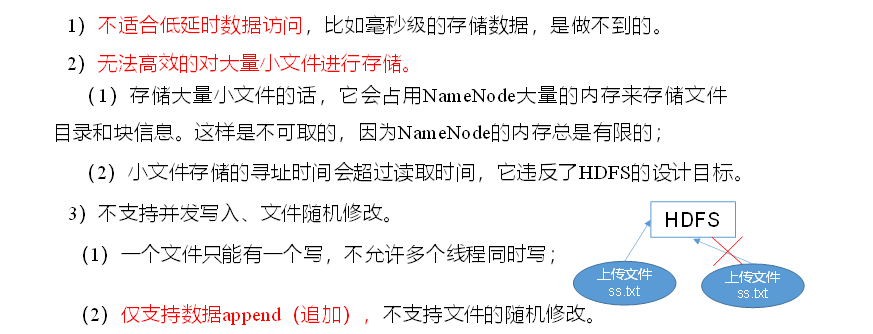 1）不适合低延时数据访问，比如毫秒级的存储数据，是做不到的。
2）无法高效的对大量小文件进行存储。
（1）存储大量小文件的话，它会占用NameNode大量的内存来存储文件
目录和块信息。这样是不可取的，因为NameNode的内存总是有限的；
（2）小文件存储的寻址时间会超过读取时间，它违反了HDFS的设计目标。
3）不支持并发写入、文件随机修改。
HDFS
（1）一个文件只能有一个写，不允许多个线程同时写；
上传文件
ss.txt
上传文件
ss.txt
（2）仅支持数据append（追加），不支持文件的随机修改。